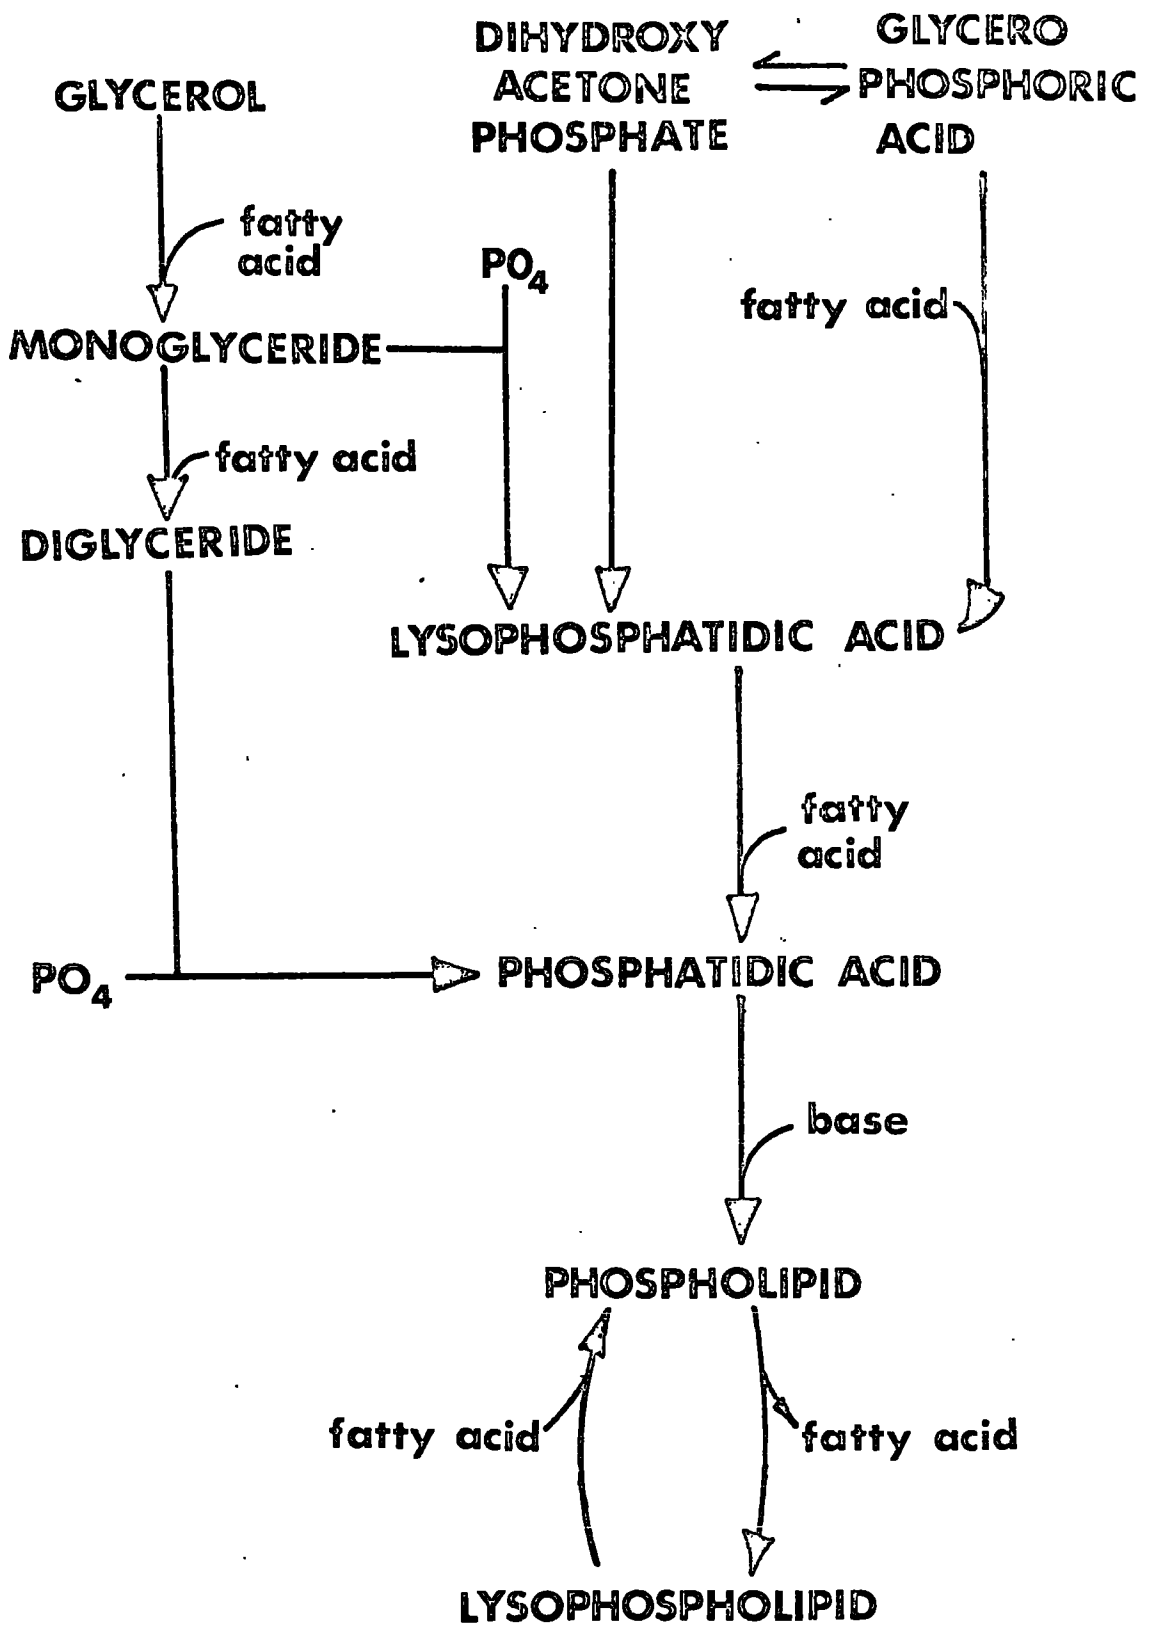 DIHYDROXY
ACETONE
PHOSPHATE
GLYCERO
PHOSPHORIC
ACID
GLYCEROL
fatty
acid
PO4
fatty acid
MONOGLYCERIDE
fatty acid
DIGLYCERIDE
LYSOPHOSPHATIDIC ACID
fatty
acid
PO4
PHOSPHATIDIC ACID
base
PHOSPHOLIPID
fatty acid
fatty acid
LYSOPHOSPHOLIPID